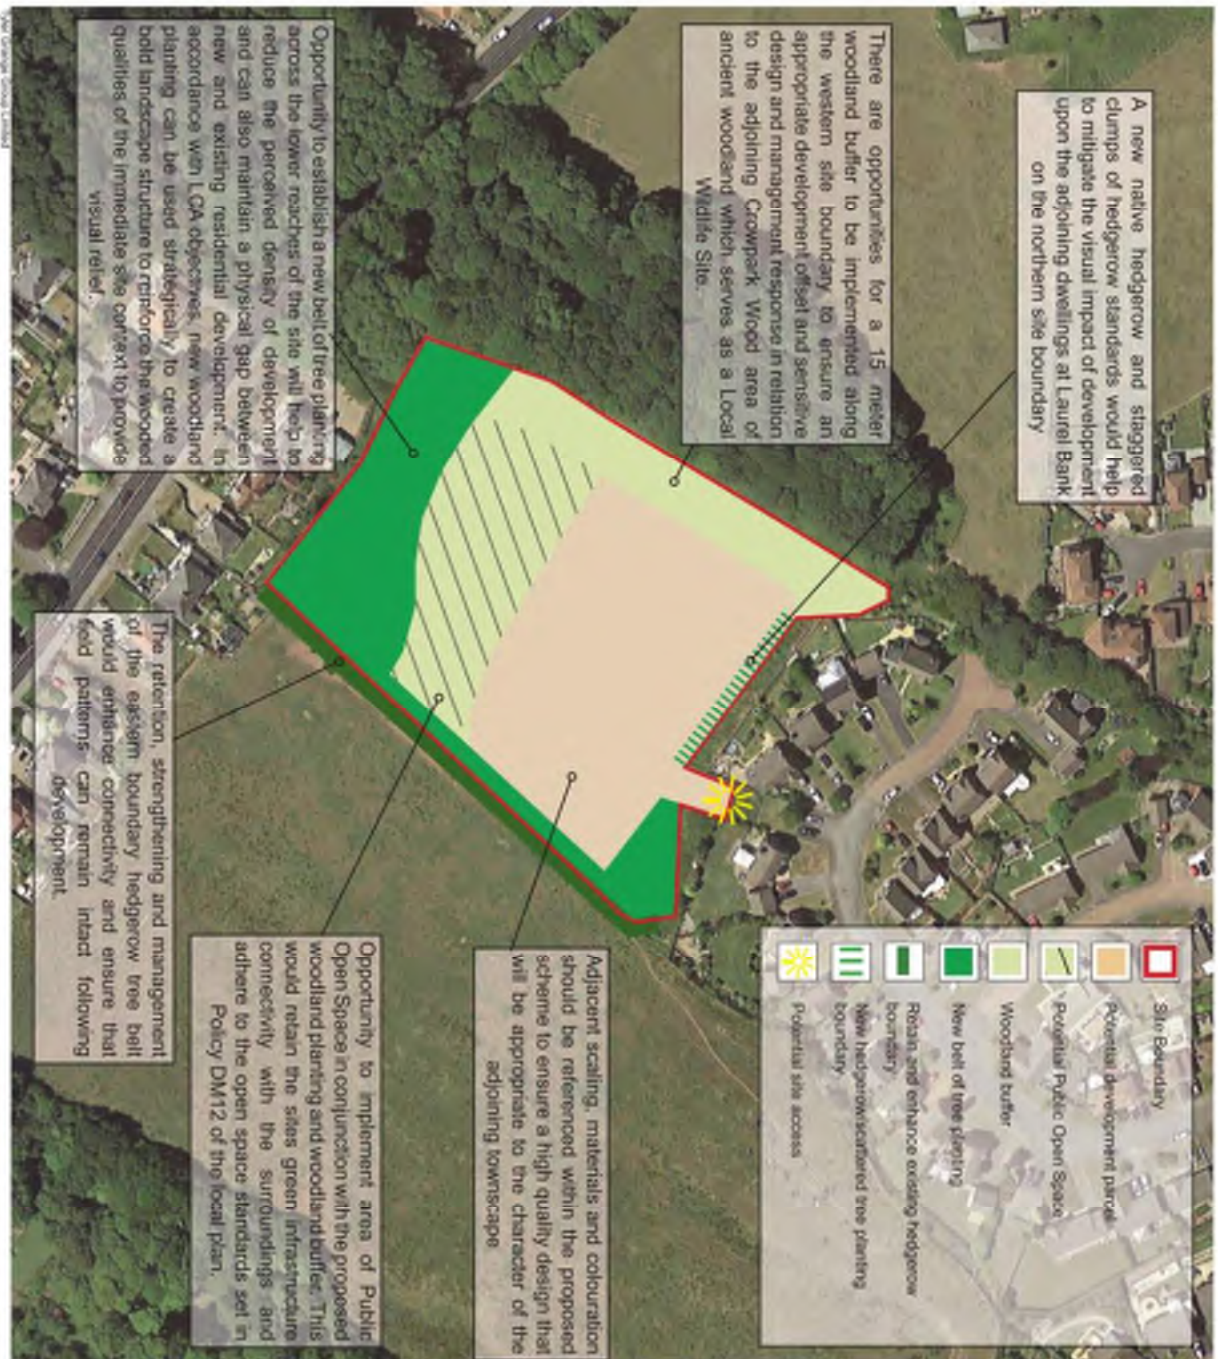 A new native hedgerow and staggered
clumps of hedgerow standards would help
to mitigate the visual impact of development
upon the adjoining dwellings at Laurel Bank
on the northern site boundary
There are opportunities for a 15 meter
woodland buffer to be implemented along
the western site boundary to ensure an
appropriate development offset and sensitive
design and management response in relation
to the adjoining Crowpark Wood area of
ancient woodland which serves as a Local
Wildlife Site.
Opportunity to establish a new belt of tree planting
across the lower reaches of the site will help to
reduce the perceived density of development
and can also maintain a physical gap between
new and existing residential development. In
accordance with LCA objectives, new woodland
planting can be used strategically to create a
bold landscape structure to reinforce the wooded
qualities of the immediate site context to provide
visual relief.
Site Boundary
Potential development parcel
Potential Public Open Space
Woodland buffer
New belt of tree planting
Retain and enhance existing hedgerow
boundary
New hedgerow/scattered tree planting
boundary
Potential site access
Adjacent scaling, materials and colouration
should be referenced within the proposed
scheme to ensure a high quality design that
will be appropriate to the character of the
adjoining townscape
Opportunity to implement area of Public
Open Space in conjunction with the proposed
woodland planting and woodland buffer. This
would retain the sites green infrastructure
connectivity with the surroundings and
adhere to the open space standards set in
Policy DM12 of the local plan.
The retention, strengthening and management
of the eastern boundary hedgerow tree belt
would enhance connectivity and ensure that
field patterns can remain intact following
development.
Tyler Grange Group Limited